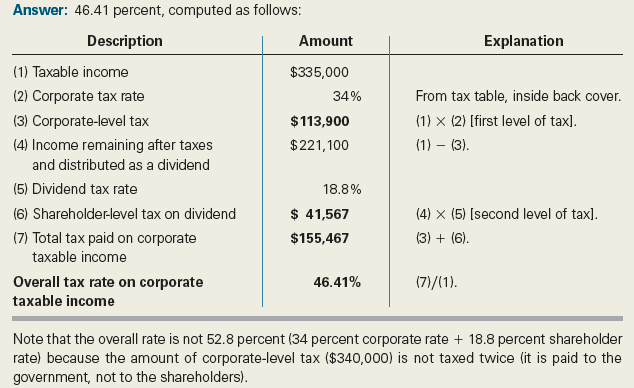 Answer: 46.41 percent, computed as follows:
Description Amount Explanation
(1) Taxable income $335,000
(2) Corporate tax rate 34% From tax table, inside back cover.
(3) Corporate-level tax $113,900 (1) × (2) [first level of tax].
(4) Income remaining after taxes $221,100 (1) − (3).
and distributed as a dividend
(5) Dividend tax rate 18.8%
(6) Shareholder-level tax on dividend $ 41,567 (4) × (5) [second level of tax].
(7) Total tax paid on corporate $155,467 (3) + (6).
taxable income
Overall tax rate on corporate 46.41% (7)/(1).
taxable income
Note that the overall rate is not 52.8 percent (34 percent corporate rate + 18.8 percent shareholder
rate) because the amount of corporate-level tax ($340,000) is not taxed twice (it is paid to the
government, not to the shareholders).